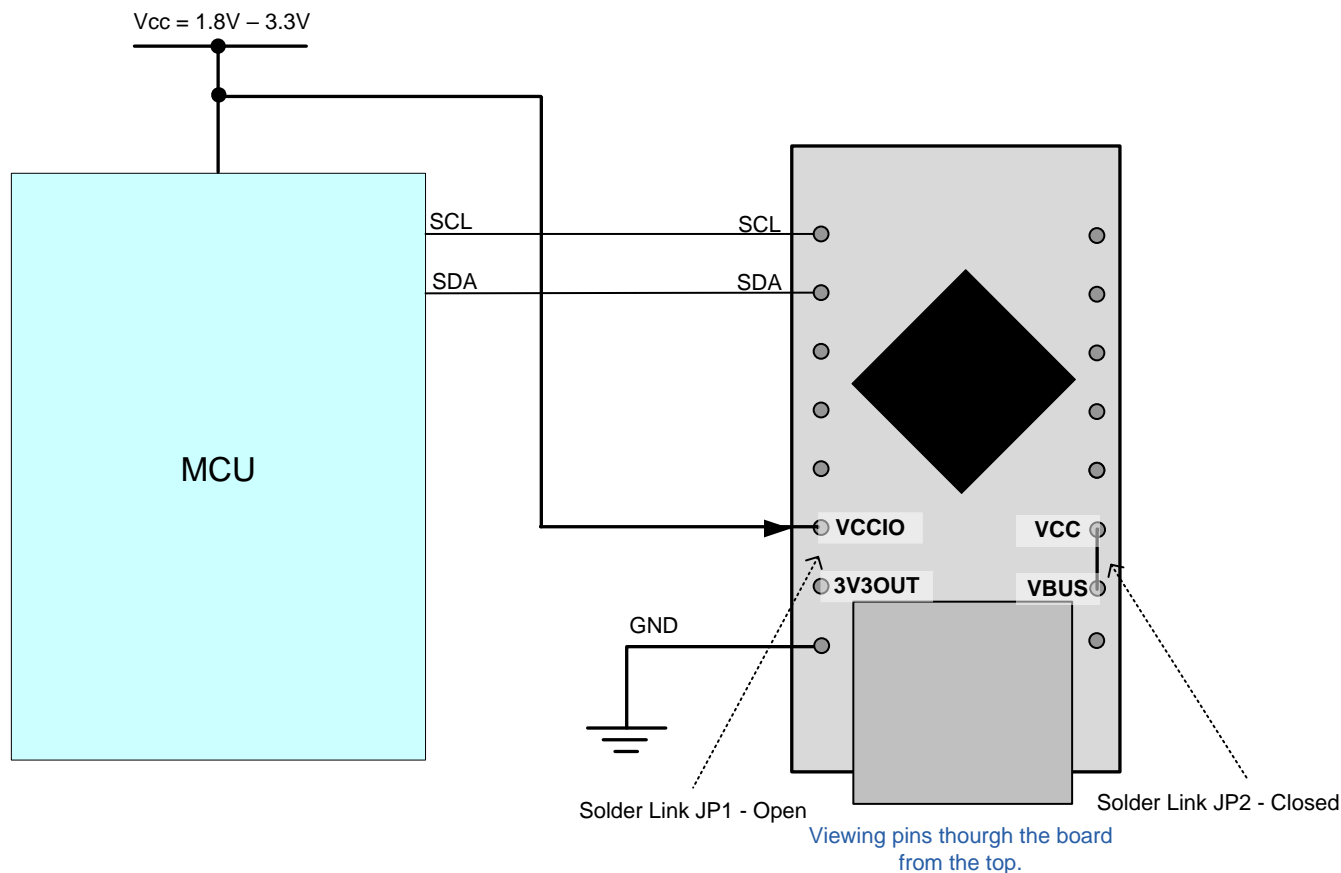 Vcc = 1.8V – 3.3V
SCL
SCL
SDA
SDA
MCU
VCCIO
VCC
3V3OUT
VBUS
GND
Solder Link JP1 - Open
Solder Link JP2 - Closed
Viewing pins thourgh the board
from the top.